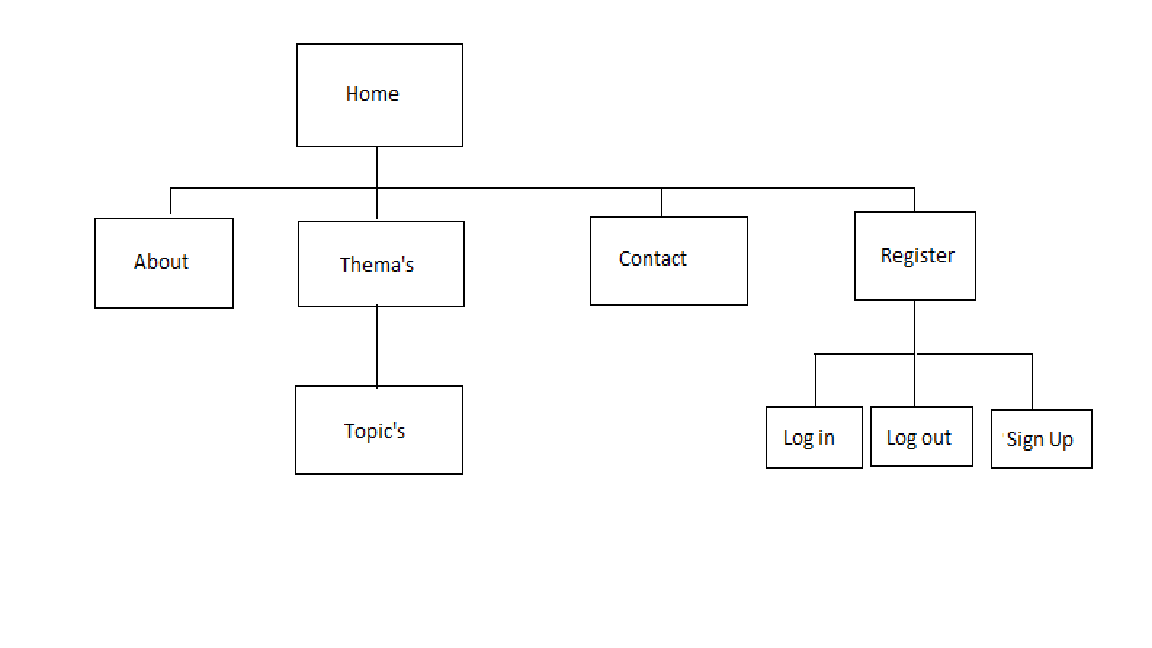 Home
About
Thema's
Contact
Register
Topic's
Log in
Log out
Sign Up